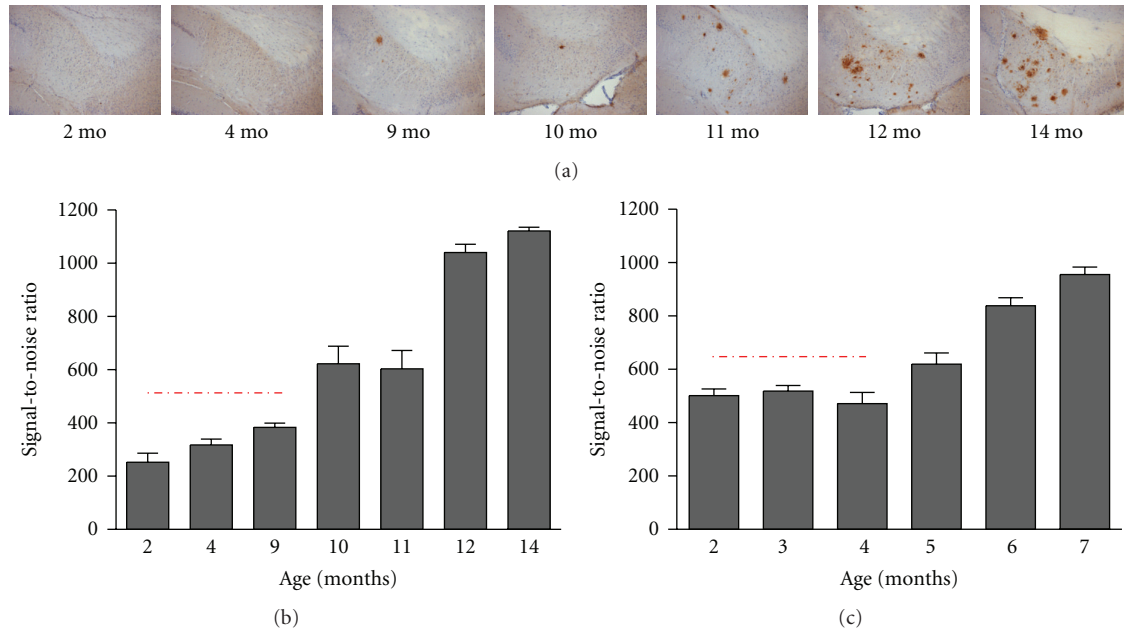 2 mo 4 mo 9 mo 10 mo 11 mo 12 mo 14 mo
(a)
1200
1000
800
600
400
200
0
Signal-to-noise ratio
2 4 9 10 11 12 14
Age (months)
(b)
1200
1000
800
600
400
200
0
Signal-to-noise ratio
2 3 4 5 6 7
Age (months)
(c)